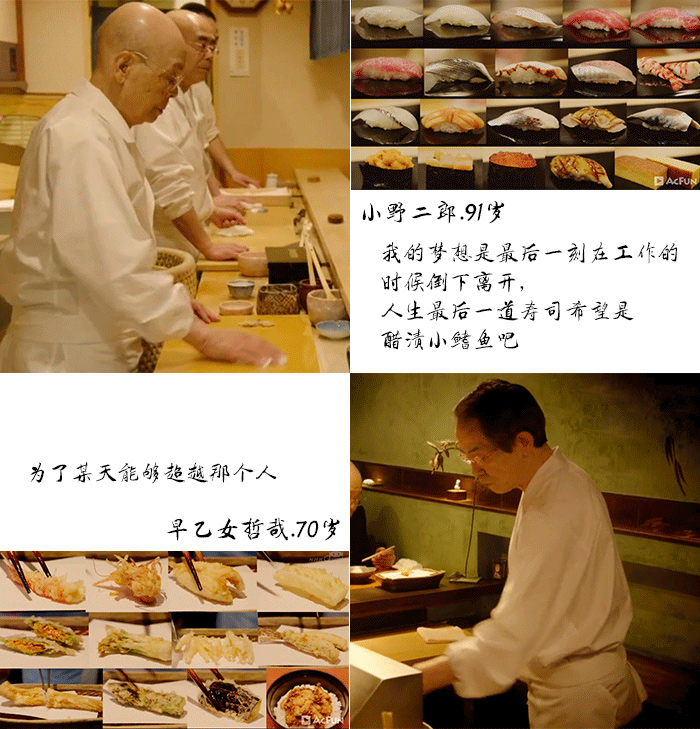 AcFUN
小野二郎.91岁
我的梦想是最后一刻在工作的
时候倒下离开,
人生最后一道寿司希望是
醋渍小鳍鱼吧
为了某天能够超越那个人
早乙女哲哉.70岁
AcFUN
AcFUN